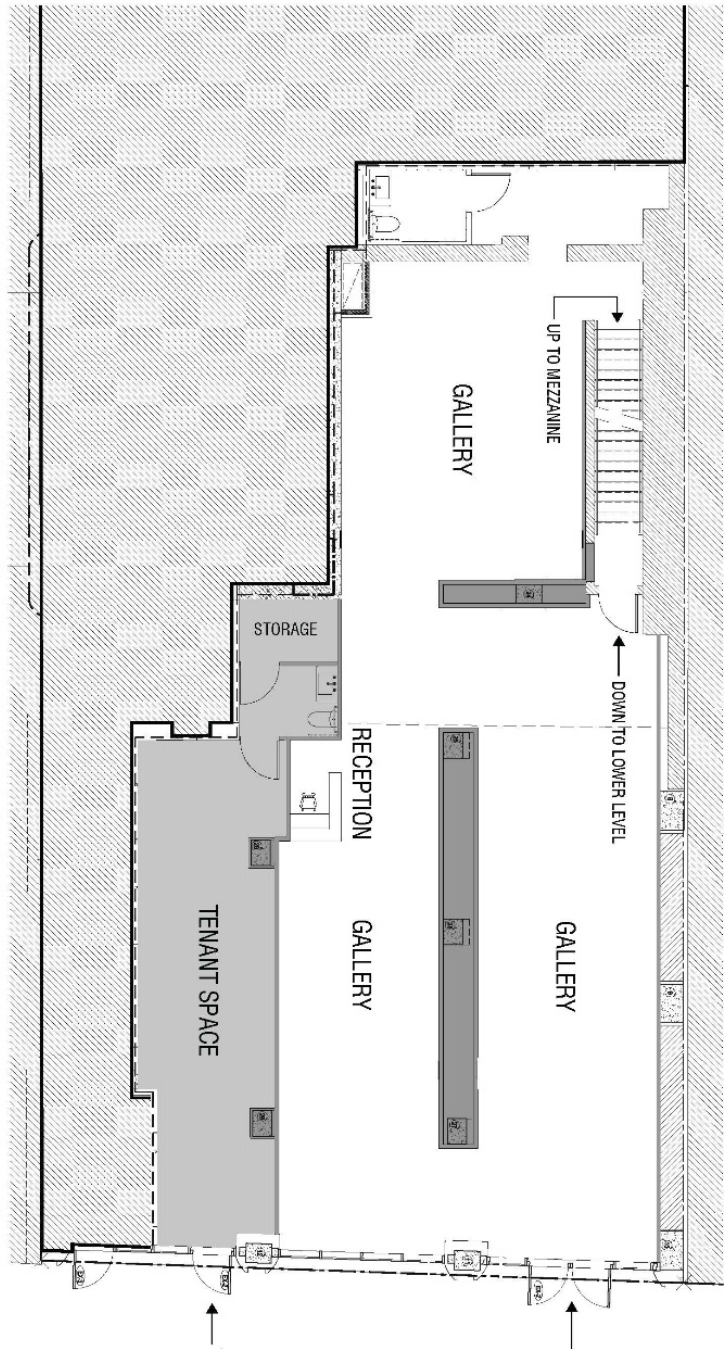 UP TO MEZZANINE
GALLERY
STORAGE
DOWN TO LOWER LEVEL
RECEPTION
TENANT SPACE
GALLERY
GALLERY